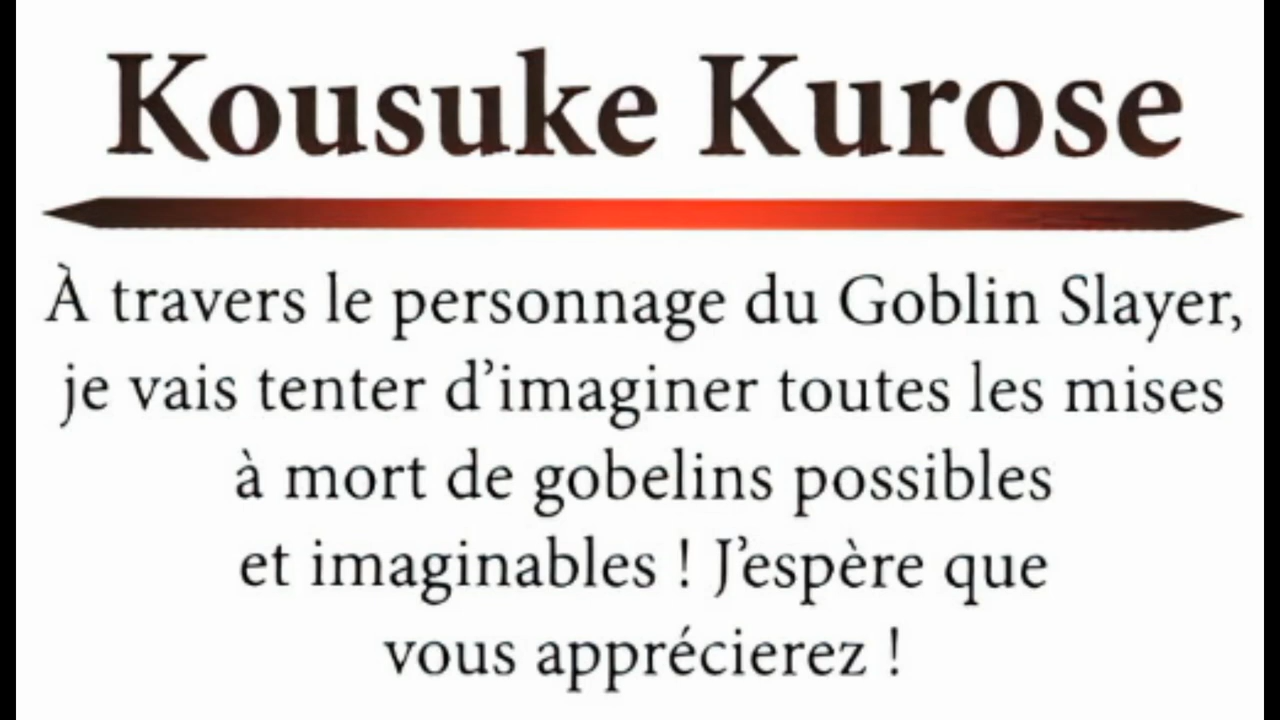 Kousuke Kurose
À travers le personnage du Goblin Slayer,
je vais tenter d’imaginer toutes les mises
à mort de gobelins possibles
et imaginables ! J’espère que
vous apprécierez !